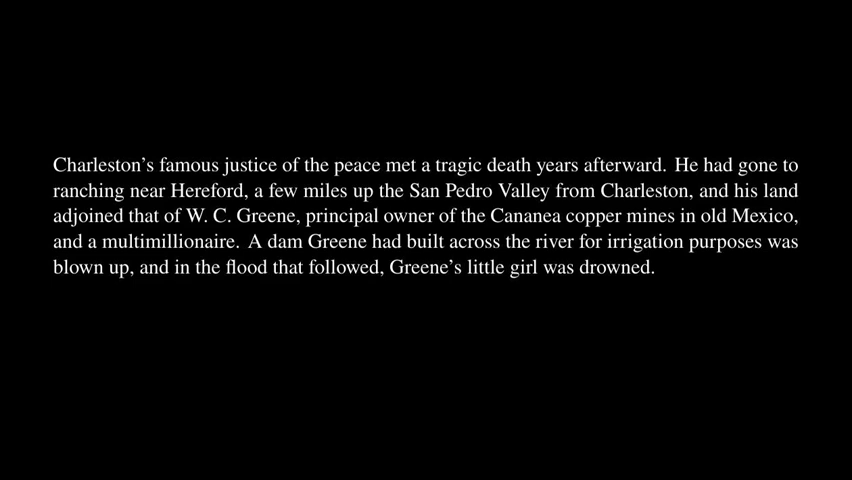 Charleston’s famous justice of the peace met a tragic death years afterward. He had gone to
ranching near Hereford, a few miles up the San Pedro Valley from Charleston, and his land
adjoined that of W. C. Greene, principal owner of the Cananea copper mines in old Mexico,
and a multimillionaire. A dam Greene had built across the river for irrigation purposes was
blown up, and in the flood that followed, Greene’s little girl was drowned.